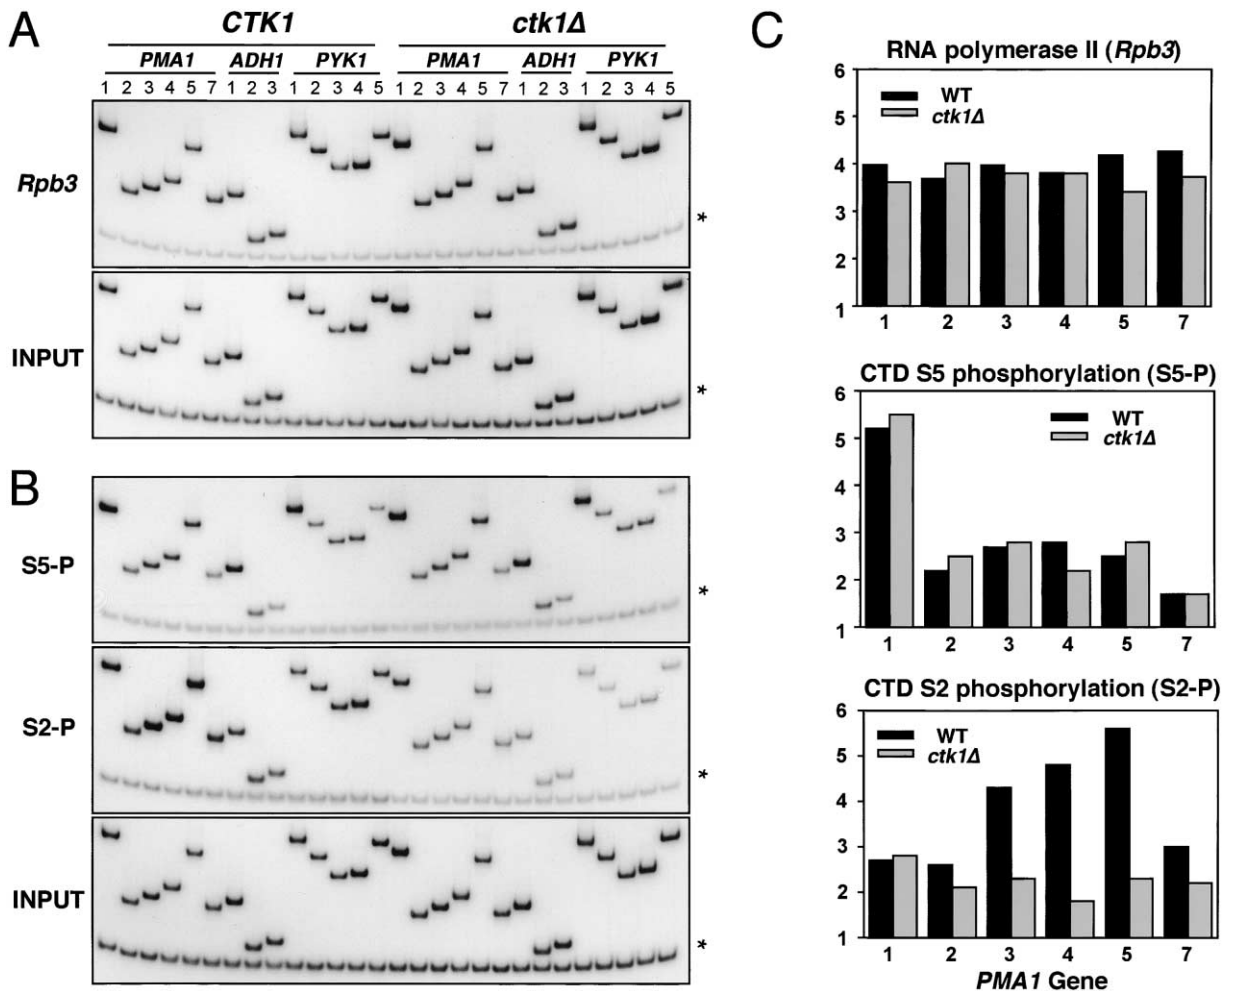 A
CTK1 ctk1Δ
PMA1 ADH1 PYK1 PMA1 ADH1 PYK1
1 2 3 4 5 7 1 2 3 1 2 3 4 5 1 2 3 4 5 7 1 2 3 1 2 3 4 5
Rpb3
*
INPUT
*
B
S5-P
*
S2-P
*
INPUT
*
C
RNA polymerase II (Rpb3)
6
5
4
3
2
1
WT
ctk1Δ
1 2 3 4 5 7
CTD S5 phosphorylation (S5-P)
6
5
4
3
2
1
WT
ctk1Δ
1 2 3 4 5 7
CTD S2 phosphorylation (S2-P)
6
5
4
3
2
1
WT
ctk1Δ
1 2 3 4 5 7
PMA1 Gene